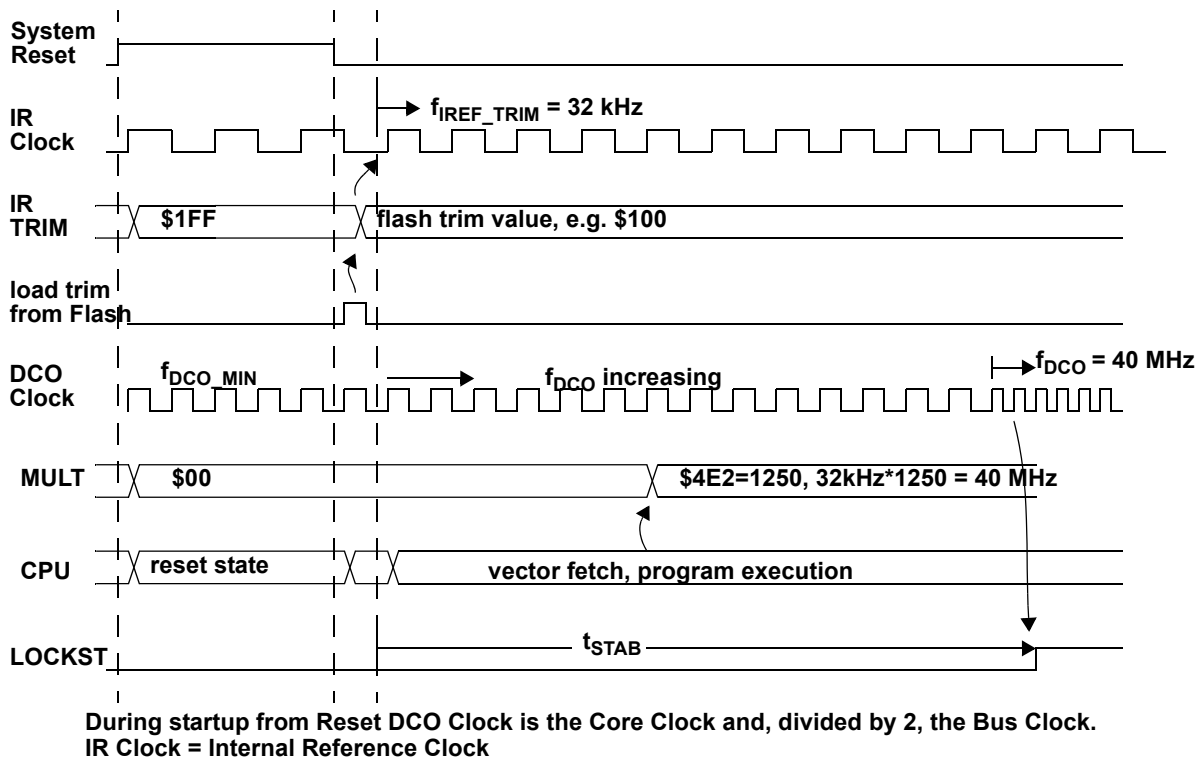 System
Reset
f_IREF_TRIM = 32 kHz
IR
Clock
IR
TRIM
$1FF
flash trim value, e.g. $100
load trim
from Flash
DCO
Clock
f_DCO_MIN
f_DCO increasing
f_DCO = 40 MHz
MULT
$00
$4E2=1250, 32kHz*1250 = 40 MHz
CPU
reset state
vector fetch, program execution
LOCKST
t_STAB
During startup from Reset DCO Clock is the Core Clock and, divided by 2, the Bus Clock.
IR Clock = Internal Reference Clock